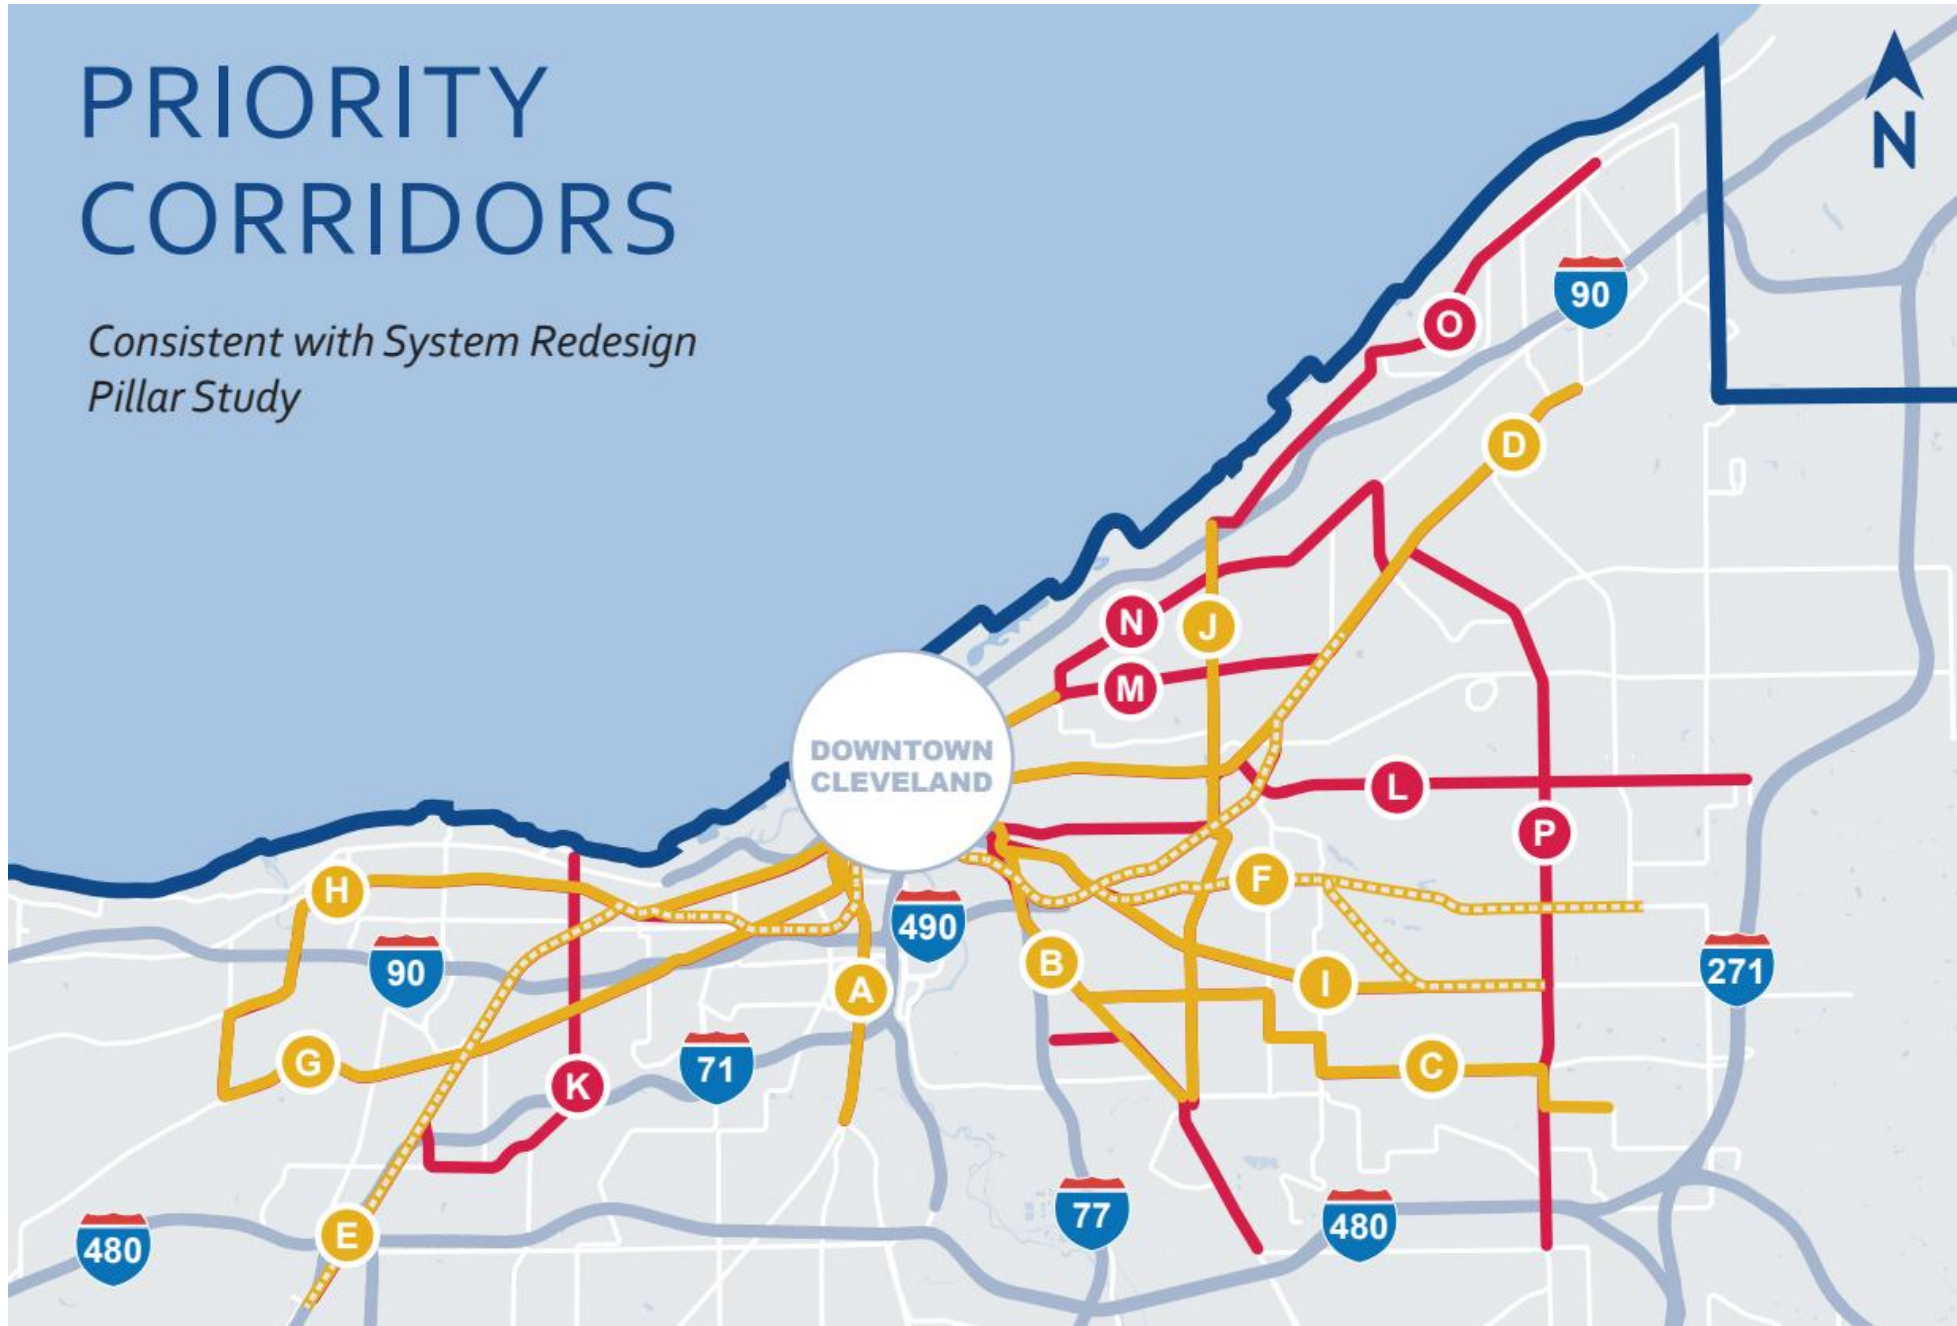 PRIORITY
CORRIDORS
Consistent with System Redesign
Pillar Study
N
90
O
D
N
J
M
DOWNTOWN
CLEVELAND
L
P
H
F
490
90
B
I
271
A
G
71
K
C
E
480
77
480